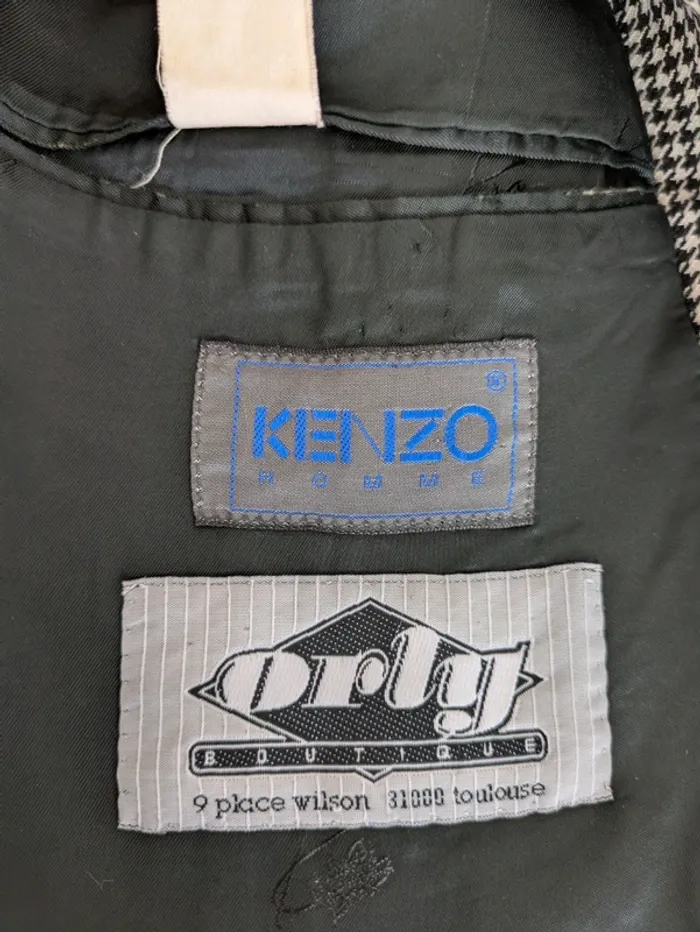 KENZO ®
HOMME
orly
BOUTIQUE
9 place wilson 31000 toulouse